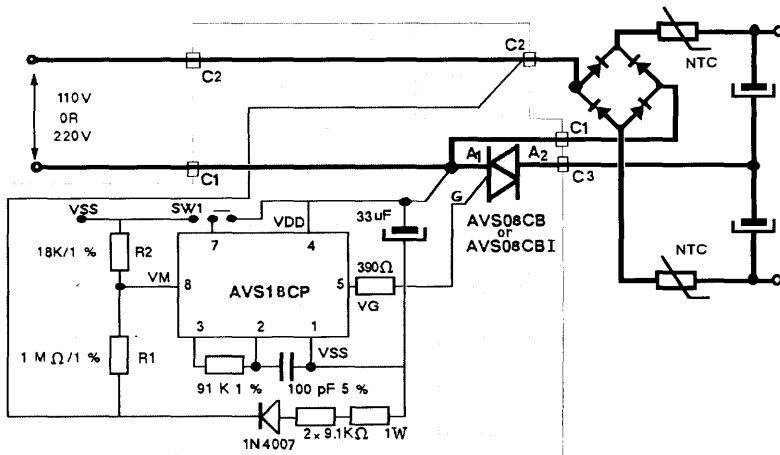 C2
C2
NTC
110V
0R
220V
C1
C1
A1
A2
C3
G
VSS
SW1
VDD
33uF
AVS08CB
or
AVS08CBI
NTC
7
4
18K/1 %
R2
VM
8
AVS1BCP
5
390Ω
VG
3
2
1
VSS
1 MΩ/1 %
R1
91 K 1 %
100 pF 5 %
1N4007
2 x 9.1KΩ
1W